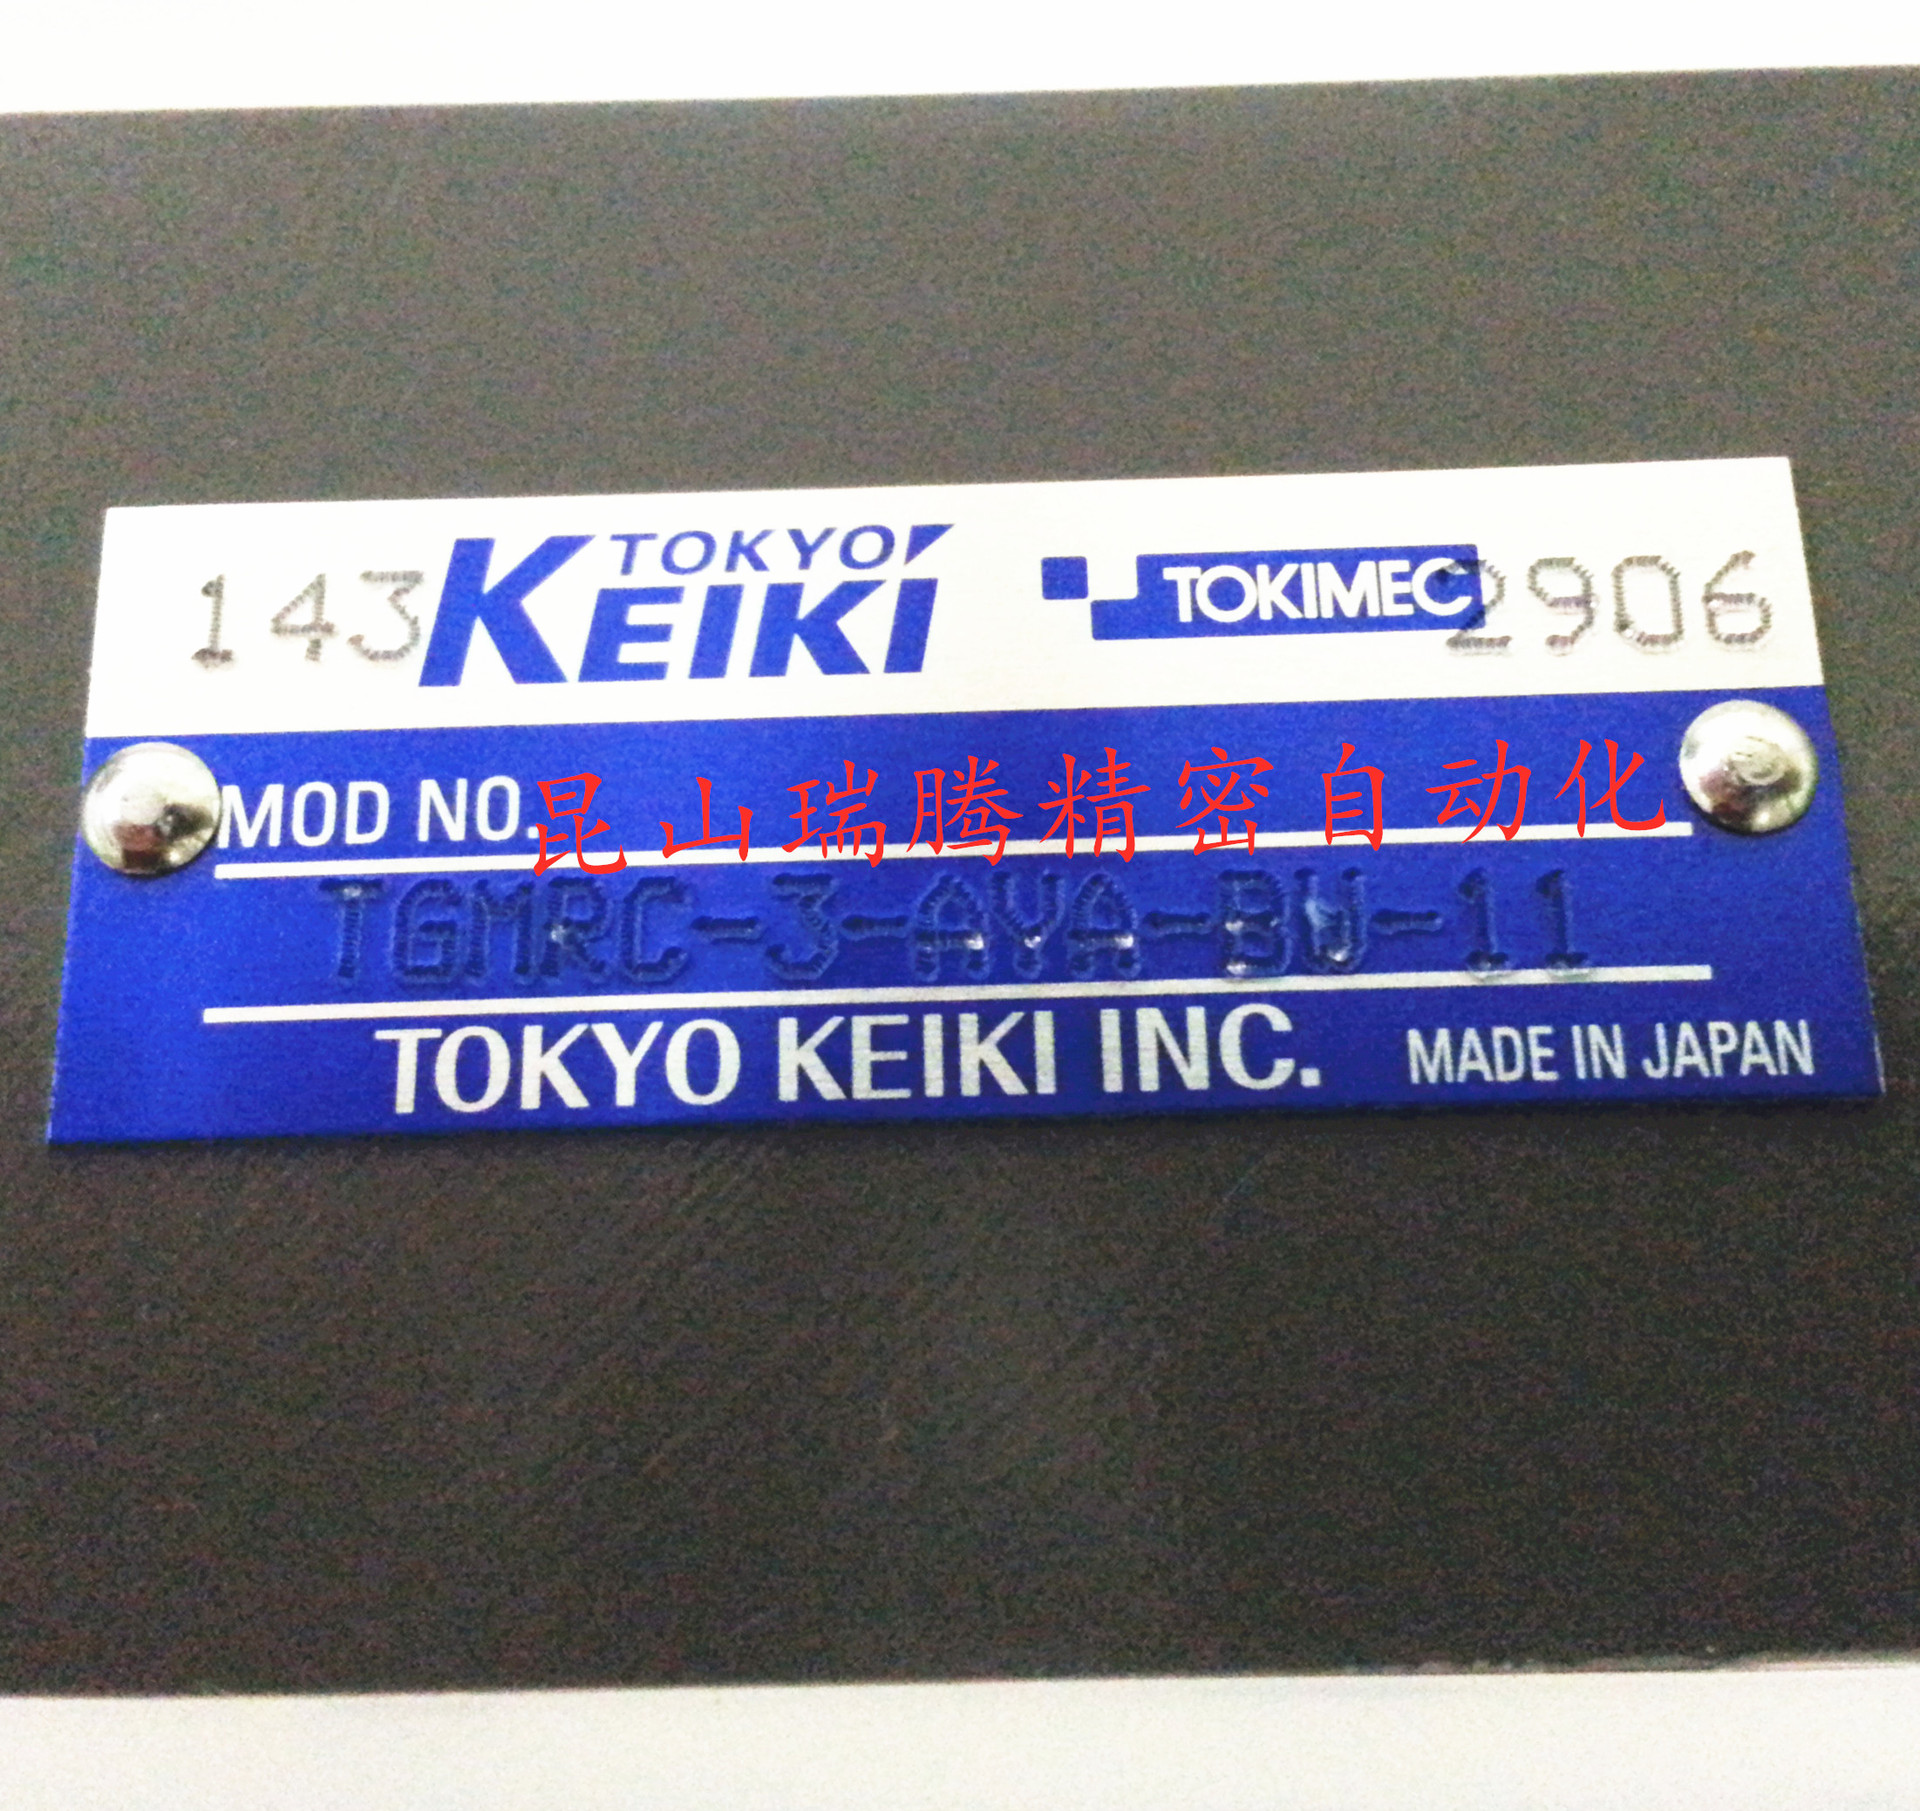 143 TOKYO KEIKI TOKIMEC 2906
MOD NO.
昆山瑞腾精密自动化
TGMRC-3-AYA-BW-11
TOKYO KEIKI INC. MADE IN JAPAN